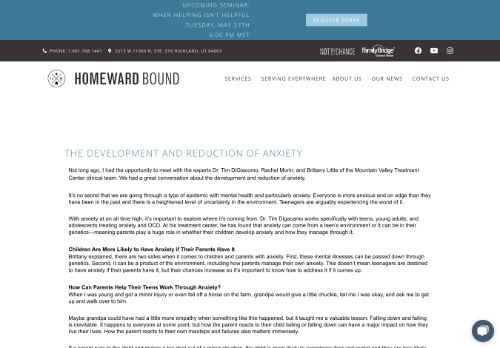 UPCOMING SEMINAR:
WHEN HELPING ISN'T HELPFUL
TUESDAY, MAY 27TH
6:00 PM MST
REGISTER TODAY
PHONE: 1.801.768.1441
5513 W 11000 N, STE. 316 HIGHLAND, UT 84003
NOT BY CHANCE
FamilyBridge
HOMEWARD BOUND
SERVICES
SERVING EVERYWHERE
ABOUT US
OUR NEWS
CONTACT US
THE DEVELOPMENT AND REDUCTION OF ANXIETY
Not long ago, I had the opportunity to meet with the experts Dr. Tim DiGiacomo, Rachel Morin, and Brittany Little of the Mountain Valley Treatment
Center clinical team. We had a great conversation about the development and reduction of anxiety.
It's no secret that we are going through a type of epidemic with mental health and particularly anxiety. Everyone is more anxious and on edge than they
have been in the past and there is a heightened level of uncertainty in the environment. Teenagers are arguably experiencing the worst of it.
With anxiety at an all time high, it's important to explore where it's coming from. Dr. Tim Digacomo works specifically with teens, young adults, and
adolescents treating anxiety and OCD. At his treatment center, he has found that anxiety can come from a teen's environment or it can be in their
genetics—meaning parents play a huge role in whether their children develop anxiety and how they manage through it.
Children Are More Likely to Have Anxiety if Their Parents Have It
Brittany explained, there are two sides when it comes to children and parents with anxiety. First, these mental illnesses can be passed down through
genetics. Second, it can be a product of the environment, including how parents manage their own anxiety. This doesn't mean teenagers are destined
to have anxiety if their parents have it, but their chances increase so it's important to know how to address it if it comes up.
How Can Parents Help Their Teens Work Through Anxiety?
When I was young and got a minor injury or even fell off a horse on the farm, grandpa would give a little chuckle, tell me I was okay, and ask me to get
up and walk over to him.
Maybe grandpa could have had a little more empathy when something like this happened, but it taught me a valuable lesson: Falling down and failing
is inevitable. It happens to everyone at some point, but how the parent reacts to their child failing or falling down can have a major impact on how they
live their lives. How the parent reacts to their own missteps and failures also matters immensely.